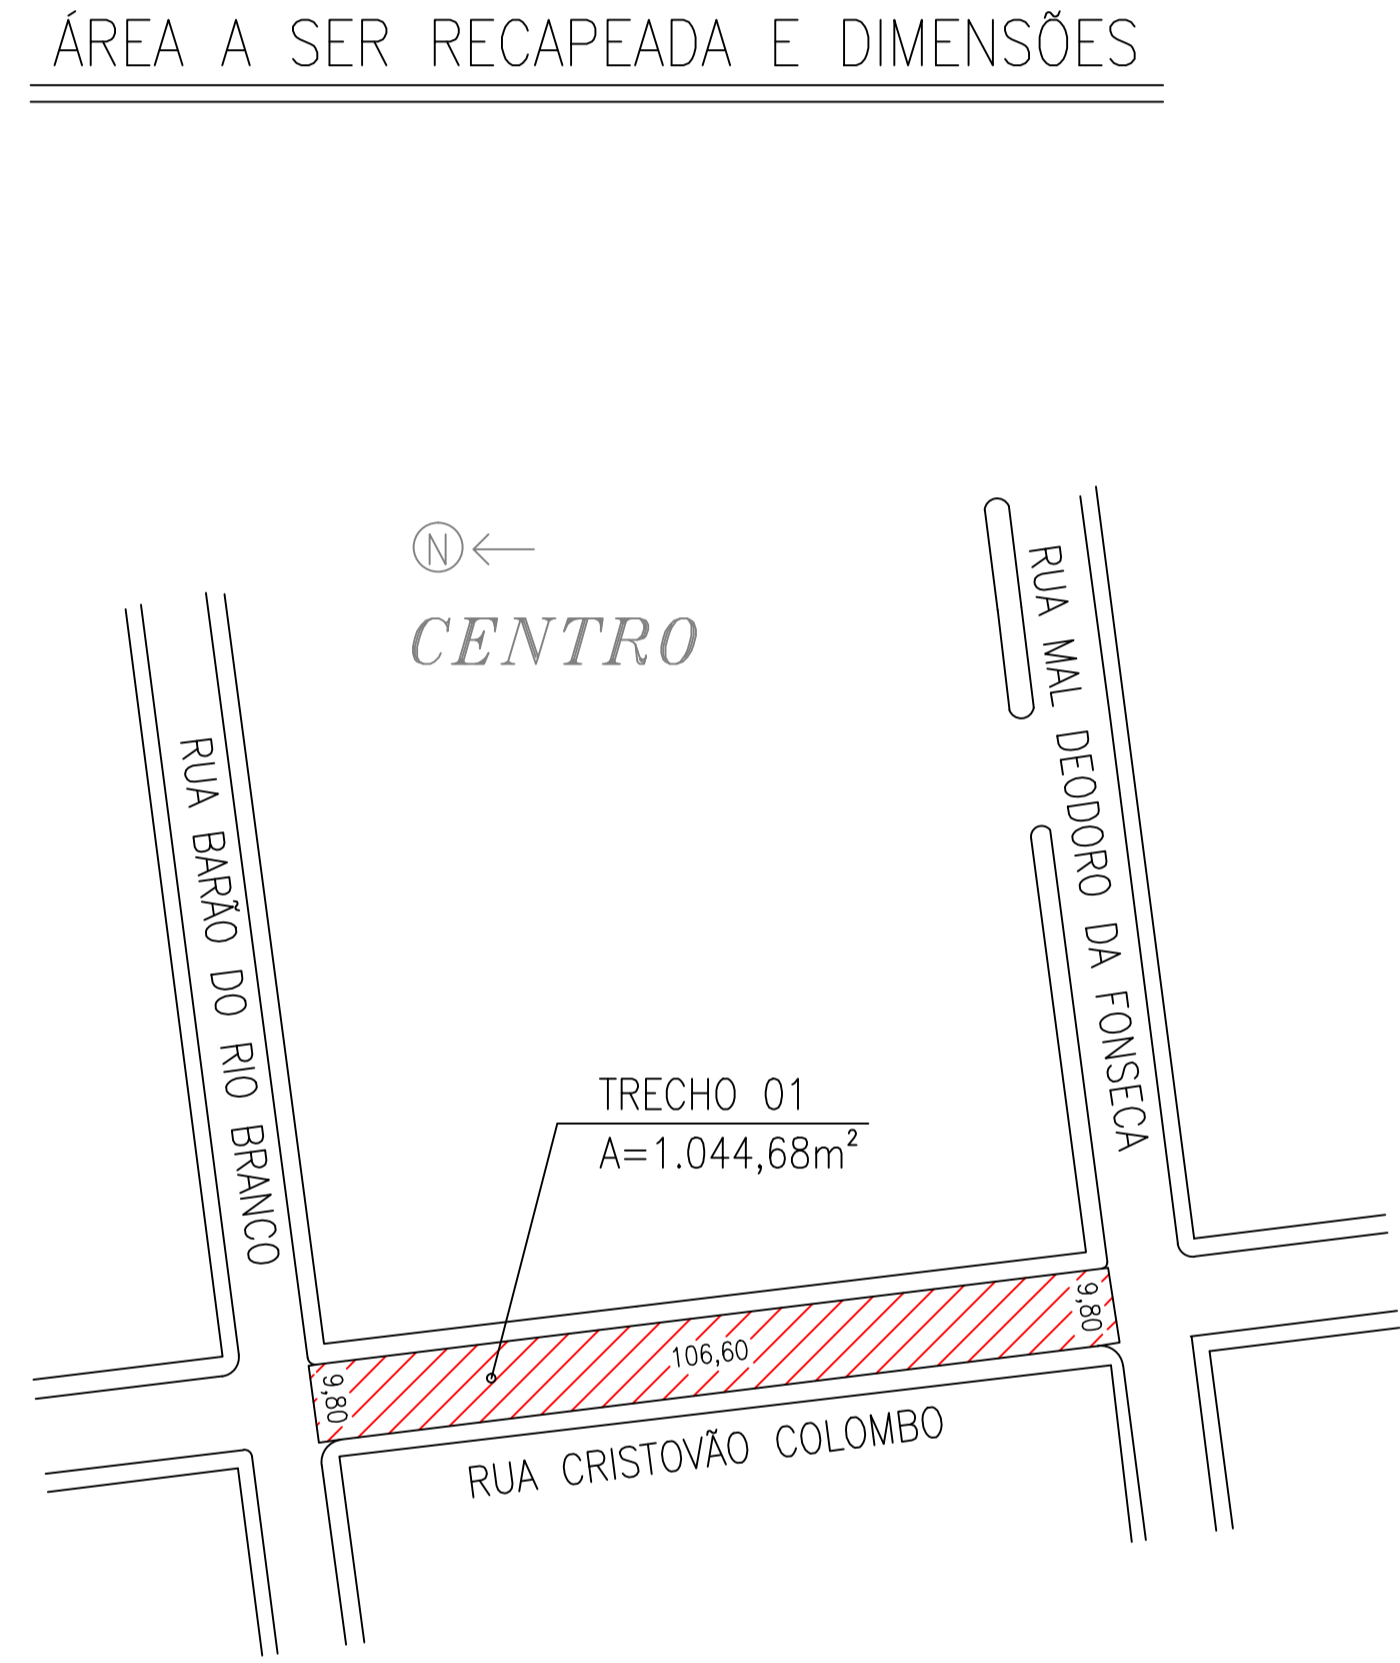 ÁREA A SER RECAPEADA E DIMENSÕES
N
CENTRO
RUA MAL DEODORO DA FONSECA
RUA BARÃO DO RIO BRANCO
TRECHO 01
A=1.044,68m²
9,80
106,60
9,80
RUA CRISTOVÃO COLOMBO